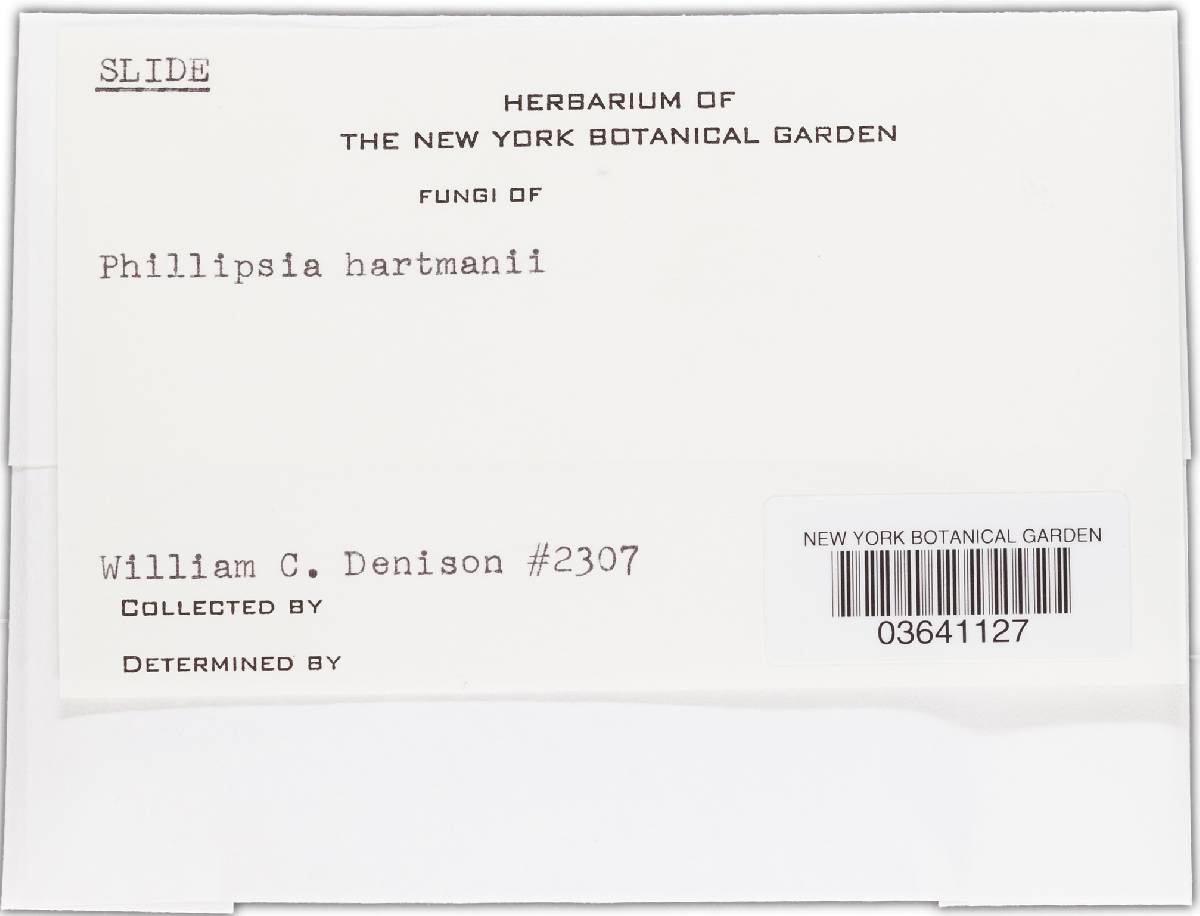 SLIDE
HERBARIUM OF
THE NEW YORK BOTANICAL GARDEN
FUNGI OF
Phillipsia hartmanii
William C. Denison #2307
COLLECTED BY
DETERMINED BY
NEW YORK BOTANICAL GARDEN
03641127